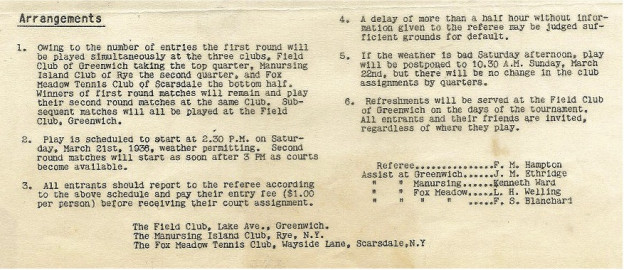 Arrangements
1. Owing to the number of entries the first round will
be played simultaneously at the three clubs, Field
Club of Greenwich taking the top quarter, Manursing
Island Club of Rye the second quarter, and Fox
Meadow Tennis Club of Scarsdale the bottom half.
Winners of first round matches will remain and play
their second round matches at the same Club. Sub-
sequent matches will all be played at the Field
Club, Greenwich.
2. Play is scheduled to start at 2.30 P.M. on Satur-
day, March 21st, 1936, weather permitting. Second
round matches will start as soon after 3 PM as courts
become available.
3. All entrants should report to the referee according
to the above schedule and pay their entry fee ($1.00
per person) before receiving their court assignment.
4. A delay of more than a half hour without infor-
mation given to the referee may be judged suf-
ficient grounds for default.
5. If the weather is bad Saturday afternoon, play
will be postponed to 10.30 A.M. Sunday, March
22nd, but there will be no change in the club
assignments by quarters.
6. Refreshments will be served at the Field Club
of Greenwich on the days of the tournament.
All entrants and their friends are invited,
regardless of where they play.
Referee...............F. M. Hampton
Assist at Greenwich......J. M. Ethridge
" " Manursing......Kenneth Ward
" " Fox Meadow.....L. H. Welling
" " " "  .....F. S. Blanchard
The Field Club, Lake Ave., Greenwich.
The Manursing Island Club, Rye, N.Y.
The Fox Meadow Tennis Club, Wayside Lane, Scarsdale,N.Y